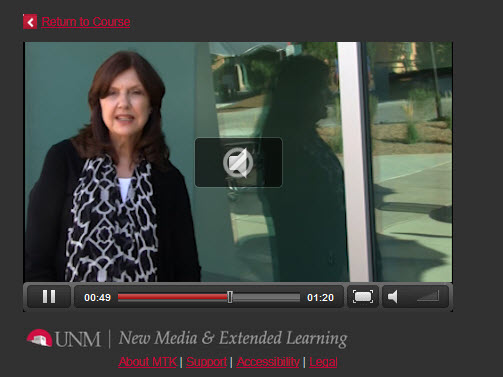 Return to Course
00:49 01:20
UNM | New Media & Extended Learning
About MTK | Support | Accessibility | Legal